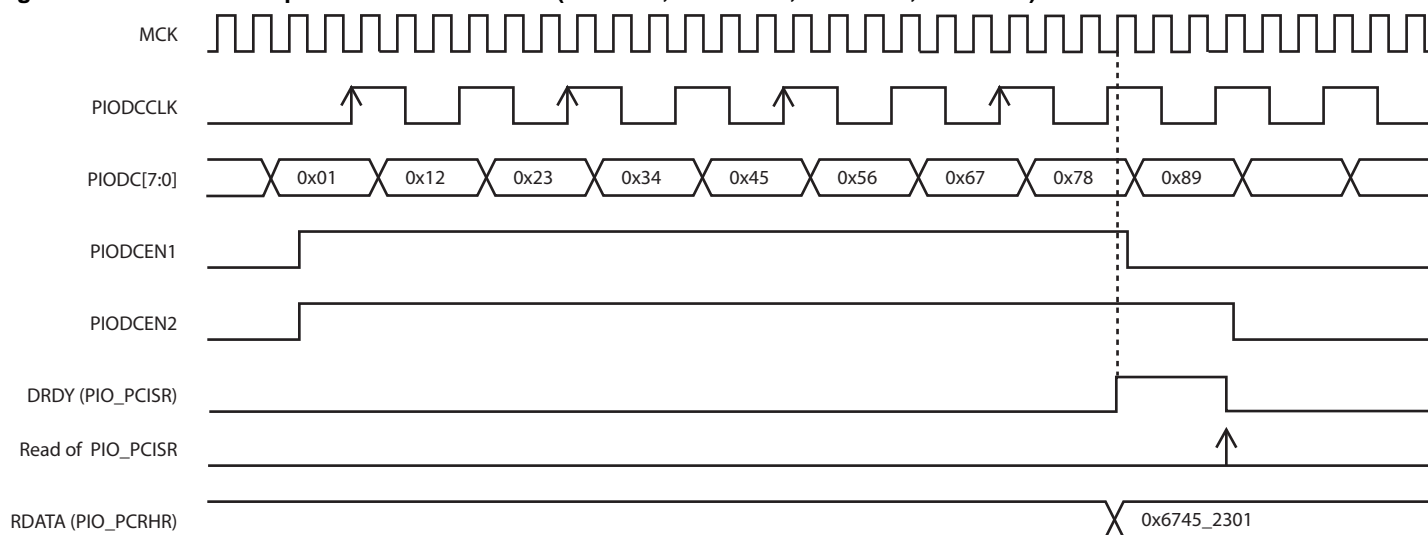 MCK
PIODCCLK
PIODC[7:0] 0x01 0x12 0x23 0x34 0x45 0x56 0x67 0x78 0x89
PIODCEN1
PIODCEN2
DRDY (PIO_PCISR)
Read of PIO_PCISR
RDATA (PIO_PCRHR) 0x6745_2301